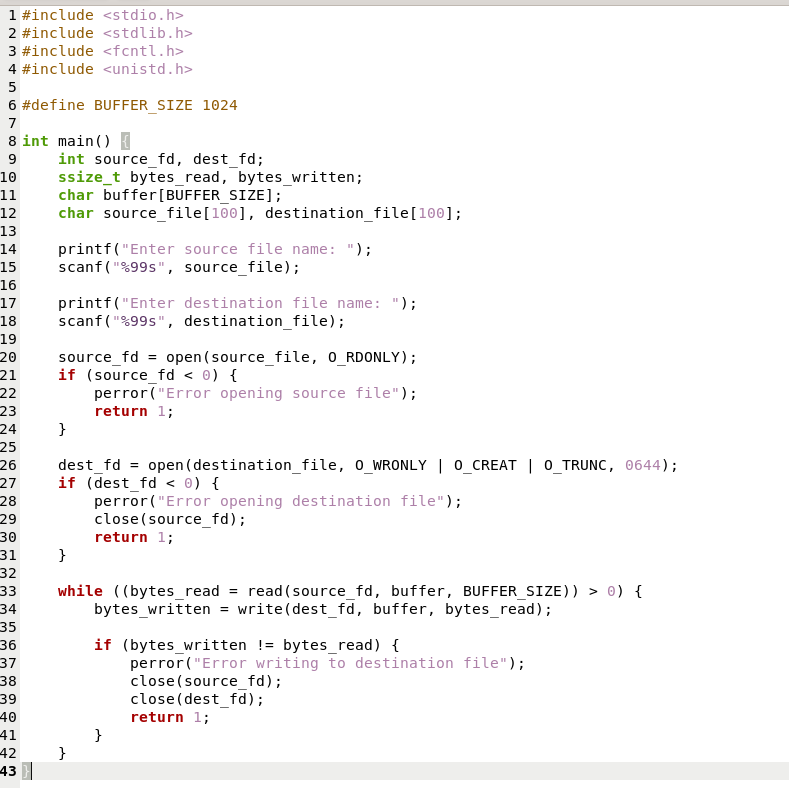 1 #include <stdio.h>
2 #include <stdlib.h>
3 #include <fcntl.h>
4 #include <unistd.h>
5
6 #define BUFFER_SIZE 1024
7
8 int main() {
9     int source_fd, dest_fd;
10     ssize_t bytes_read, bytes_written;
11     char buffer[BUFFER_SIZE];
12     char source_file[100], destination_file[100];
13
14     printf("Enter source file name: ");
15     scanf("%99s", source_file);
16
17     printf("Enter destination file name: ");
18     scanf("%99s", destination_file);
19
20     source_fd = open(source_file, O_RDONLY);
21     if (source_fd < 0) {
22         perror("Error opening source file");
23         return 1;
24     }
25
26     dest_fd = open(destination_file, O_WRONLY | O_CREAT | O_TRUNC, 0644);
27     if (dest_fd < 0) {
28         perror("Error opening destination file");
29         close(source_fd);
30         return 1;
31     }
32
33     while ((bytes_read = read(source_fd, buffer, BUFFER_SIZE)) > 0) {
34         bytes_written = write(dest_fd, buffer, bytes_read);
35
36         if (bytes_written != bytes_read) {
37             perror("Error writing to destination file");
38             close(source_fd);
39             close(dest_fd);
40             return 1;
41         }
42     }
43 }